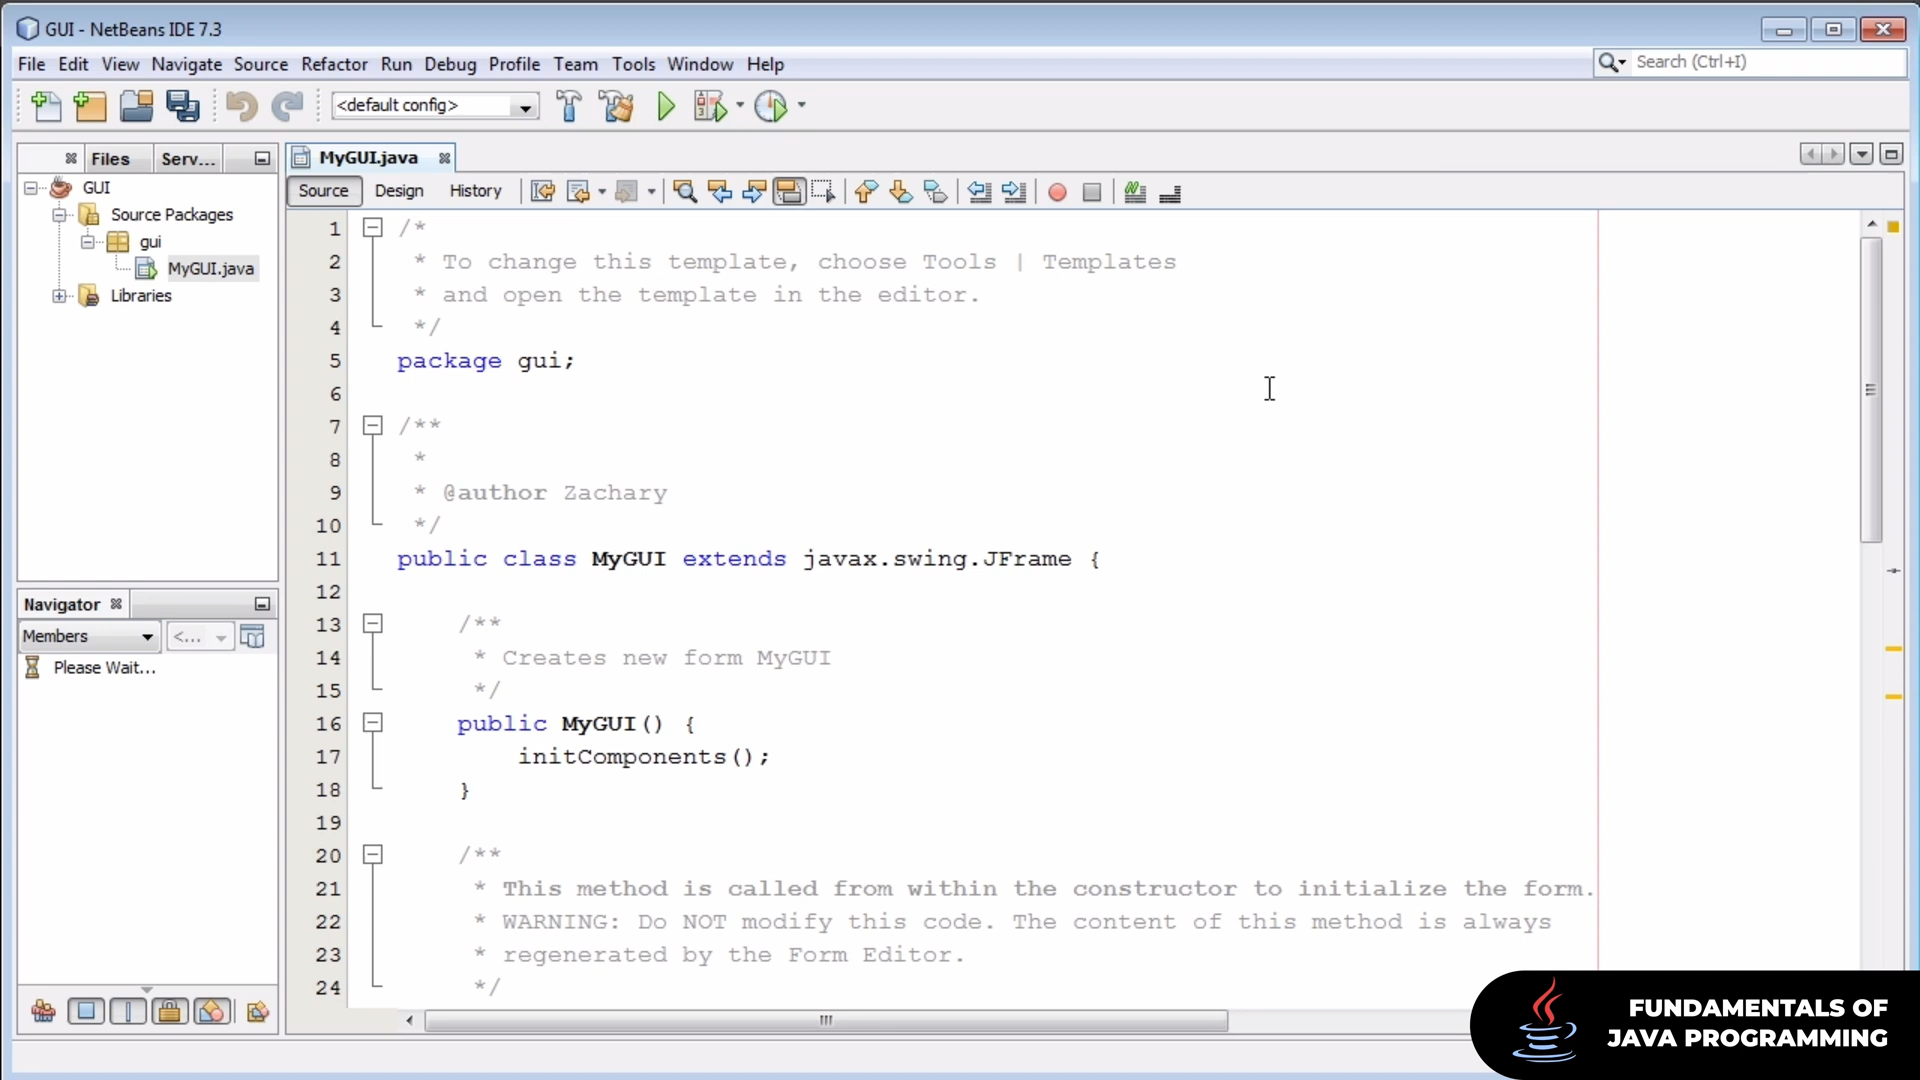 GUI - NetBeans IDE 7.3
File Edit View Navigate Source Refactor Run Debug Profile Team Tools Window Help
Search (Ctrl+I)
<default config>
Files Serv...
GUI
Source Packages
gui
MyGUI.java
Libraries
Navigator
Members <...
Please Wait...
MyGUI.java
Source Design History
1 /*
2 * To change this template, choose Tools | Templates
3 * and open the template in the editor.
4 */
5 package gui;
6
7 /**
8 *
9 * @author Zachary
10 */
11 public class MyGUI extends javax.swing.JFrame {
12
13 /**
14 * Creates new form MyGUI
15 */
16 public MyGUI() {
17 initComponents();
18 }
19
20 /**
21 * This method is called from within the constructor to initialize the form.
22 * WARNING: Do NOT modify this code. The content of this method is always
23 * regenerated by the Form Editor.
24 */
FUNDAMENTALS OF
JAVA PROGRAMMING